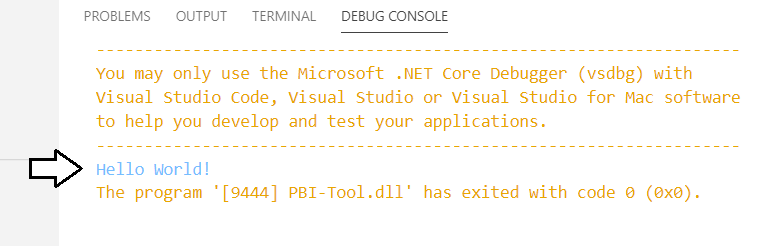 PROBLEMS OUTPUT TERMINAL DEBUG CONSOLE
-------------------------------------------------------------------
You may only use the Microsoft .NET Core Debugger (vsdbg) with
Visual Studio Code, Visual Studio or Visual Studio for Mac software
to help you develop and test your applications.
-------------------------------------------------------------------
Hello World!
The program '[9444] PBI-Tool.dll' has exited with code 0 (0x0).